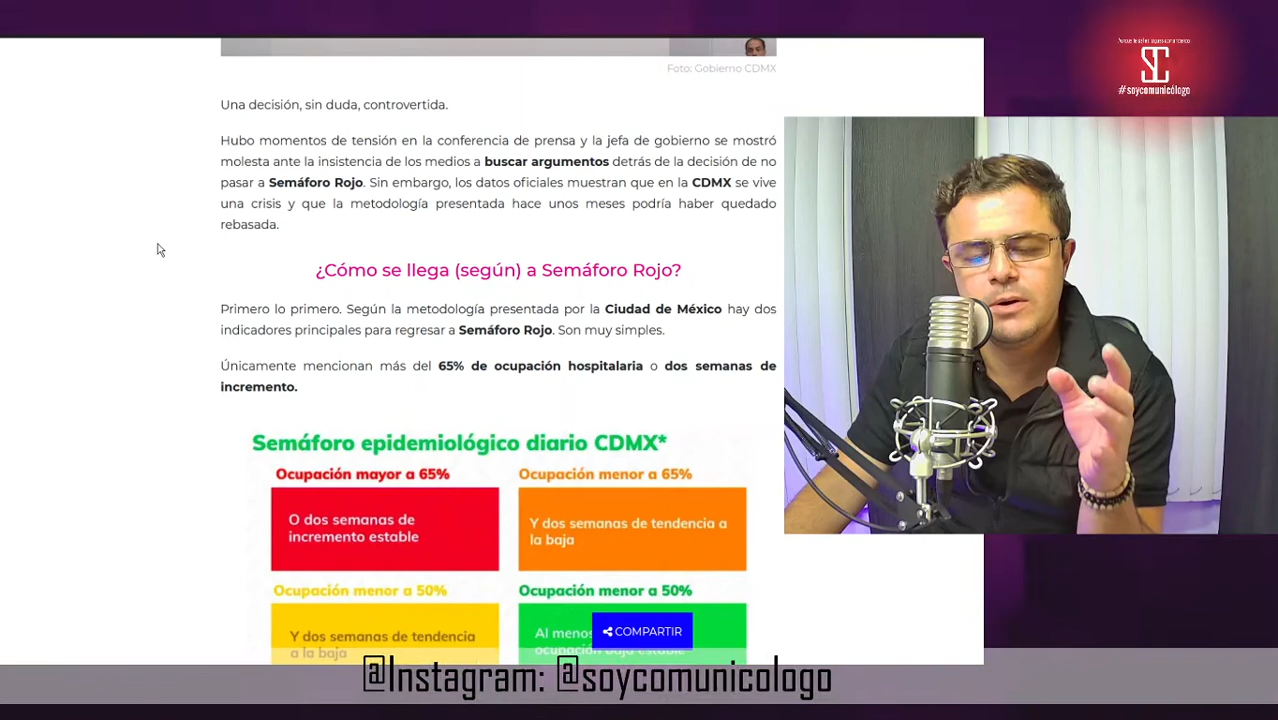 Foto: Gobierno CDMX
#soycomunicólogo
Una decisión, sin duda, controvertida.
Hubo momentos de tensión en la conferencia de prensa y la jefa de gobierno se mostró
molesta ante la insistencia de los medios a buscar argumentos detrás de la decisión de no
pasar a Semáforo Rojo. Sin embargo, los datos oficiales muestran que en la CDMX se vive
una crisis y que la metodología presentada hace unos meses podría haber quedado
rebasada.
¿Cómo se llega (según) a Semáforo Rojo?
Primero lo primero. Según la metodología presentada por la Ciudad de México hay dos
indicadores principales para regresar a Semáforo Rojo. Son muy simples.
Únicamente mencionan más del 65% de ocupación hospitalaria o dos semanas de
incremento.
Semáforo epidemiológico diario CDMX*
Ocupación mayor a 65%
O dos semanas de
incremento estable
Ocupación menor a 65%
Y dos semanas de tendencia a
la baja
Ocupación menor a 50%
Y dos semanas de tendencia
a la baja
Ocupación menor a 50%
Al menos
ocupación baja estable
COMPARTIR
@Instagram: @soycomunicologo